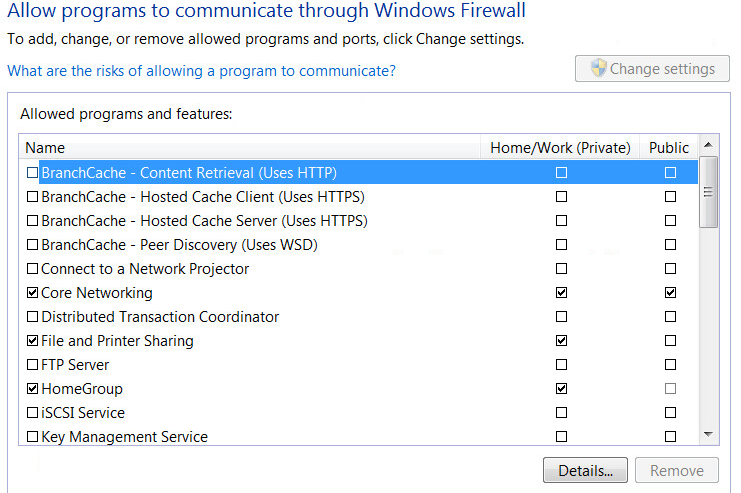 Allow programs to communicate through Windows Firewall
To add, change, or remove allowed programs and ports, click Change settings.
What are the risks of allowing a program to communicate?
Change settings
Allowed programs and features:
Name Home/Work (Private) Public
BranchCache - Content Retrieval (Uses HTTP)
BranchCache - Hosted Cache Client (Uses HTTPS)
BranchCache - Hosted Cache Server (Uses HTTPS)
BranchCache - Peer Discovery (Uses WSD)
Connect to a Network Projector
Core Networking
Distributed Transaction Coordinator
File and Printer Sharing
FTP Server
HomeGroup
iSCSI Service
Key Management Service
Details... Remove